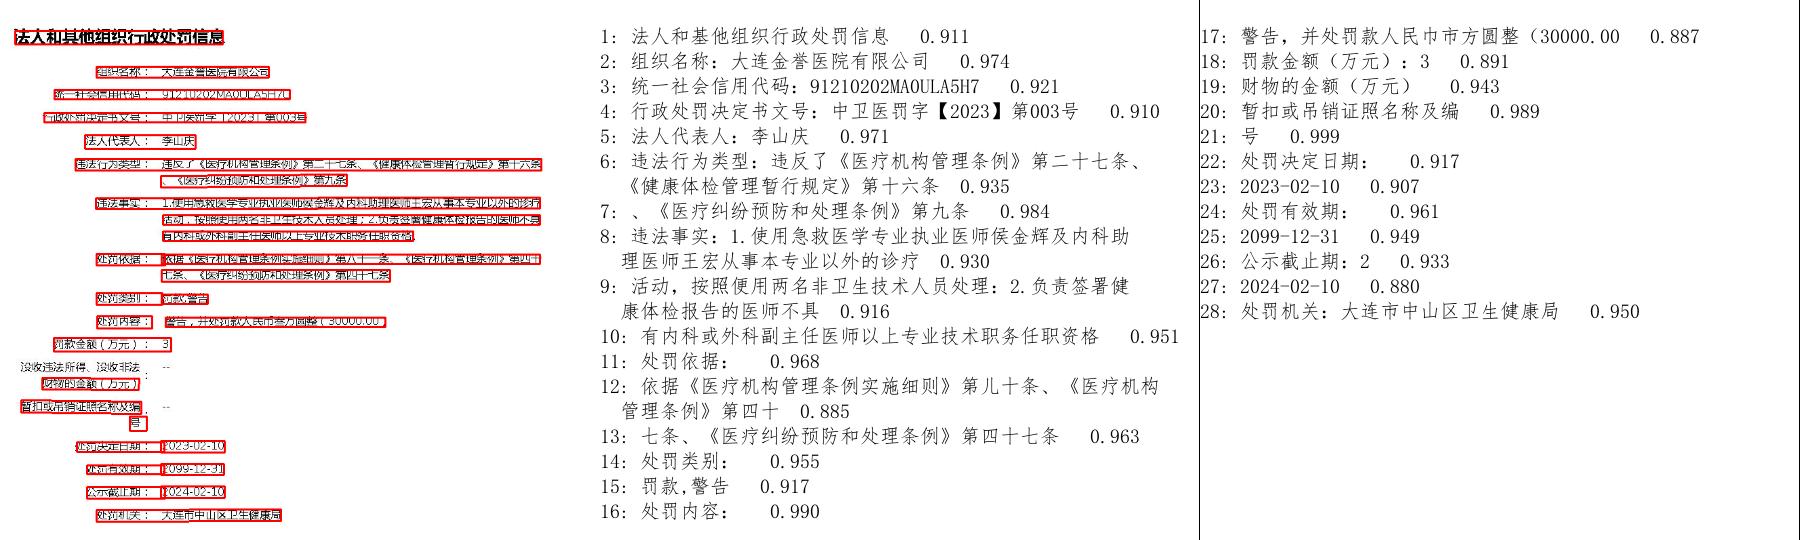 法人和其他组织行政处罚信息
组织名称： 大连金誉医院有限公司
统一社会信用代码： 91210202MA0ULA5H7C
行政处罚决定书文号： 中卫医罚字【2023】第003号
法人代表人： 李山庆
违法行为类型： 违反了《医疗机构管理条例》第二十七条、《健康体检管理暂行规定》第十六条
、《医疗纠纷预防和处理条例》第九条
违法事实： 1.使用急救医学专业执业医师侯金辉及内科助理医师王宏从事本专业以外的诊疗
活动，按照使用两名非卫生技术人员处理；2.负责签署健康体检报告的医师不具
有内科或外科副主任医师以上专业技术职务任职资格
处罚依据： 依据《医疗机构管理条例实施细则》第八十一条、《医疗机构管理条例》第四十
七条、《医疗纠纷预防和处理条例》第四十七条
处罚类别： 罚款,警告
处罚内容： 警告，并处罚款人民币叁万圆整（30000.00
罚款金额（万元）： 3
没收违法所得、没收非法 --
财物的金额（万元） ：
暂扣或吊销证照名称及编 ： --
号
处罚决定日期： 2023-02-10
处罚有效期： 2099-12-31
公示截止期： 2024-02-10
处罚机关： 大连市中山区卫生健康局
1: 法人和基他组织行政处罚信息 0.911
2: 组织名称：大连金誉医院有限公司 0.974
3: 统一社会信用代码：91210202MA0ULA5H7 0.921
4: 行政处罚决定书文号：中卫医罚字【2023】第003号 0.910
5: 法人代表人：李山庆 0.971
6: 违法行为类型：违反了《医疗机构管理条例》第二十七条、
《健康体检管理暂行规定》第十六条 0.935
7: 、《医疗纠纷预防和处理条例》第九条 0.984
8: 违法事实：1.使用急救医学专业执业医师侯金辉及内科助
理医师王宏从事本专业以外的诊疗 0.930
9: 活动，按照便用两名非卫生技术人员处理：2.负责签署健
康体检报告的医师不具 0.916
10: 有内科或外科副主任医师以上专业技术职务任职资格 0.951
11: 处罚依据： 0.968
12: 依据《医疗机构管理条例实施细则》第儿十条、《医疗机构
管理条例》第四十 0.885
13: 七条、《医疗纠纷预防和处理条例》第四十七条 0.963
14: 处罚类别： 0.955
15: 罚款,警告 0.917
16: 处罚内容： 0.990
17: 警告，并处罚款人民巾市方圆整（30000.00 0.887
18: 罚款金额（万元）：3 0.891
19: 财物的金额（万元） 0.943
20: 暂扣或吊销证照名称及编 0.989
21: 号 0.999
22: 处罚决定日期： 0.917
23: 2023-02-10 0.907
24: 处罚有效期： 0.961
25: 2099-12-31 0.949
26: 公示截止期：2 0.933
27: 2024-02-10 0.880
28: 处罚机关：大连市中山区卫生健康局 0.950